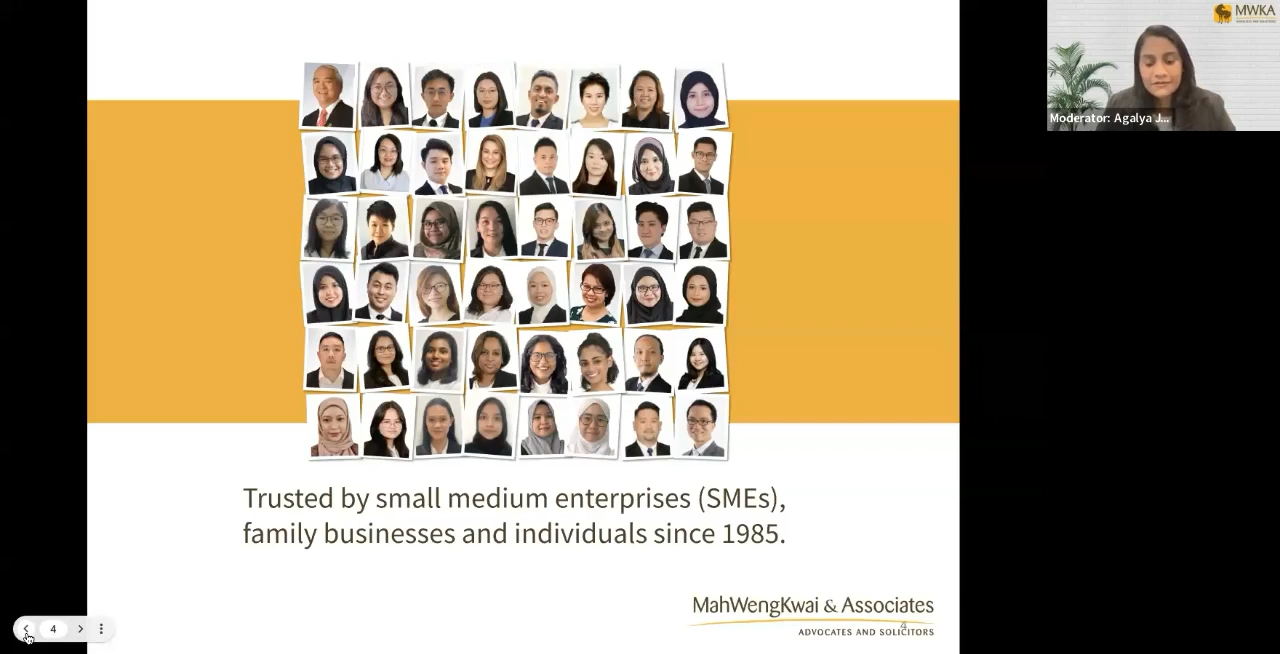 MWKA
Moderator: Agalya J...
Trusted by small medium enterprises (SMEs),
family businesses and individuals since 1985.
MahWengKwai & Associates
ADVOCATES AND SOLICITORS
4
4